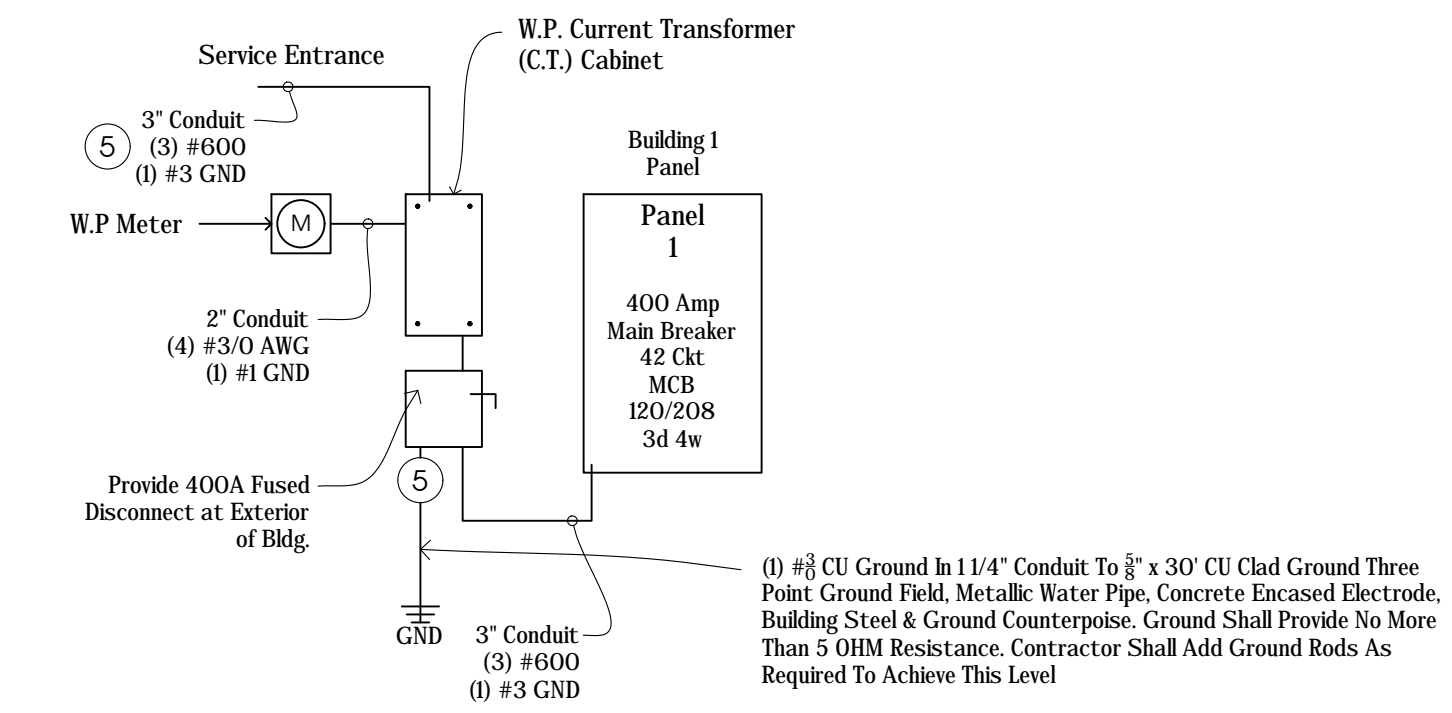 W.P. Current Transformer
(C.T.) Cabinet
Service Entrance
3" Conduit
(3) #600
(1) #3 GND
5
Building 1
Panel
W.P Meter
M
Panel
1
400 Amp
Main Breaker
42 Ckt
MCB
120/208
3d 4w
2" Conduit
(4) #3/0 AWG
(1) #1 GND
Provide 400A Fused
Disconnect at Exterior
of Bldg.
5
GND
3" Conduit
(3) #600
(1) #3 GND
(1) #3/0 CU Ground In 1 1/4" Conduit To 5/8" x 30' CU Clad Ground Three
Point Ground Field, Metallic Water Pipe, Concrete Encased Electrode,
Building Steel & Ground Counterpoise. Ground Shall Provide No More
Than 5 OHM Resistance. Contractor Shall Add Ground Rods As
Required To Achieve This Level